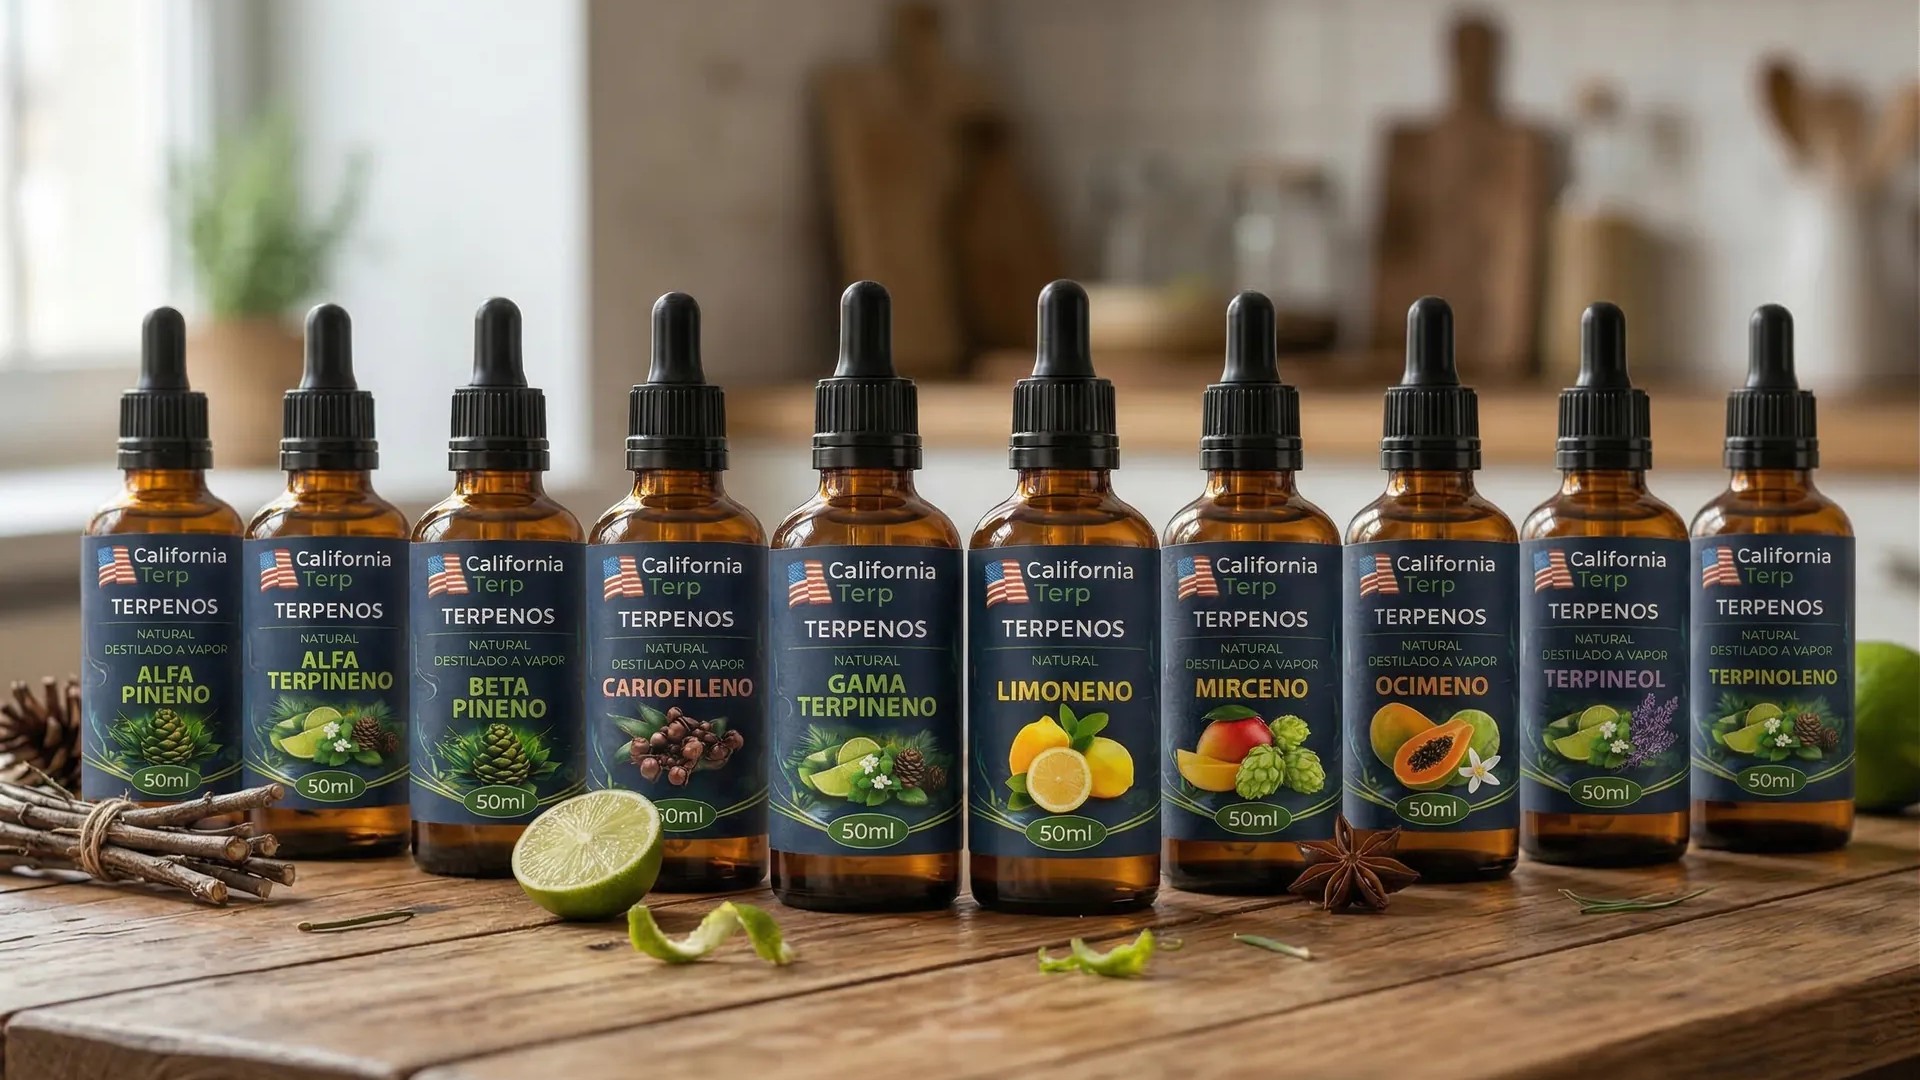 California
Terp
TERPENOS
NATURAL
DESTILADO A VAPOR
ALFA
PINENO
50ml
California
Terp
TERPENOS
NATURAL
ALFA
TERPINENO
50ml
California
Terp
TERPENOS
NATURAL
DESTILADO A VAPOR
BETA
PINENO
50ml
California
Terp
TERPENOS
NATURAL
DESTILADO A VAPOR
CARIOFILENO
50ml
California
Terp
TERPENOS
NATURAL
GAMA
TERPINENO
50ml
California
Terp
TERPENOS
NATURAL
LIMONENO
50ml
California
Terp
TERPENOS
NATURAL
DESTILADO A VAPOR
MIRCENO
50ml
California
Terp
TERPENOS
NATURAL
DESTILADO A VAPOR
OCIMENO
50ml
California
Terp
TERPENOS
NATURAL
DESTILADO A VAPOR
TERPINEOL
50ml
California
Terp
TERPENOS
NATURAL
DESTILADO A VAPOR
TERPINOLENO
50ml